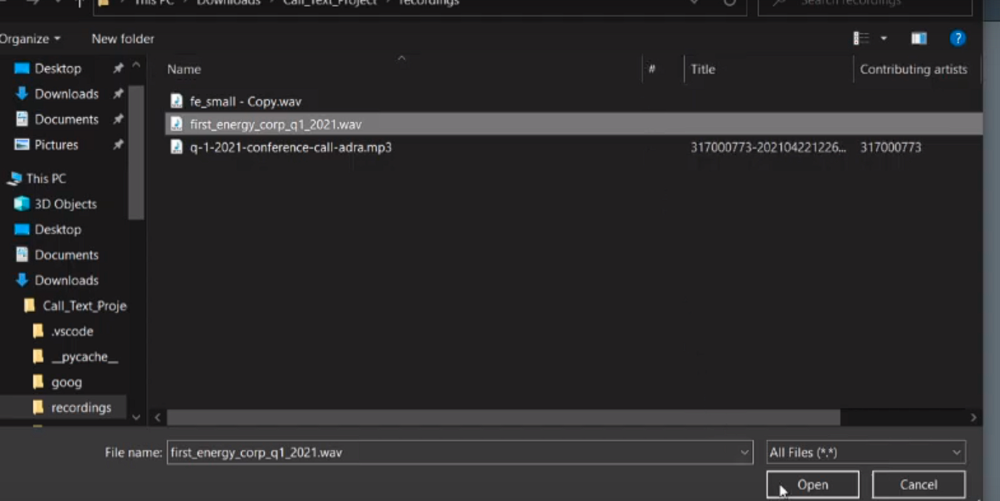 This PC > Downloads > Call_Text_Project > recordings
Search recordings
Organize
New folder
?
Name
#
Title
Contributing artists
Desktop
Downloads
Documents
Pictures
This PC
3D Objects
Desktop
Documents
Downloads
Call_Text_Proje
.vscode
__pycache__
goog
recordings
fe_small - Copy.wav
first_energy_corp_q1_2021.wav
q-1-2021-conference-call-adra.mp3
317000773-202104221226...
317000773
File name:
first_energy_corp_q1_2021.wav
All Files (*.*)
Open
Cancel